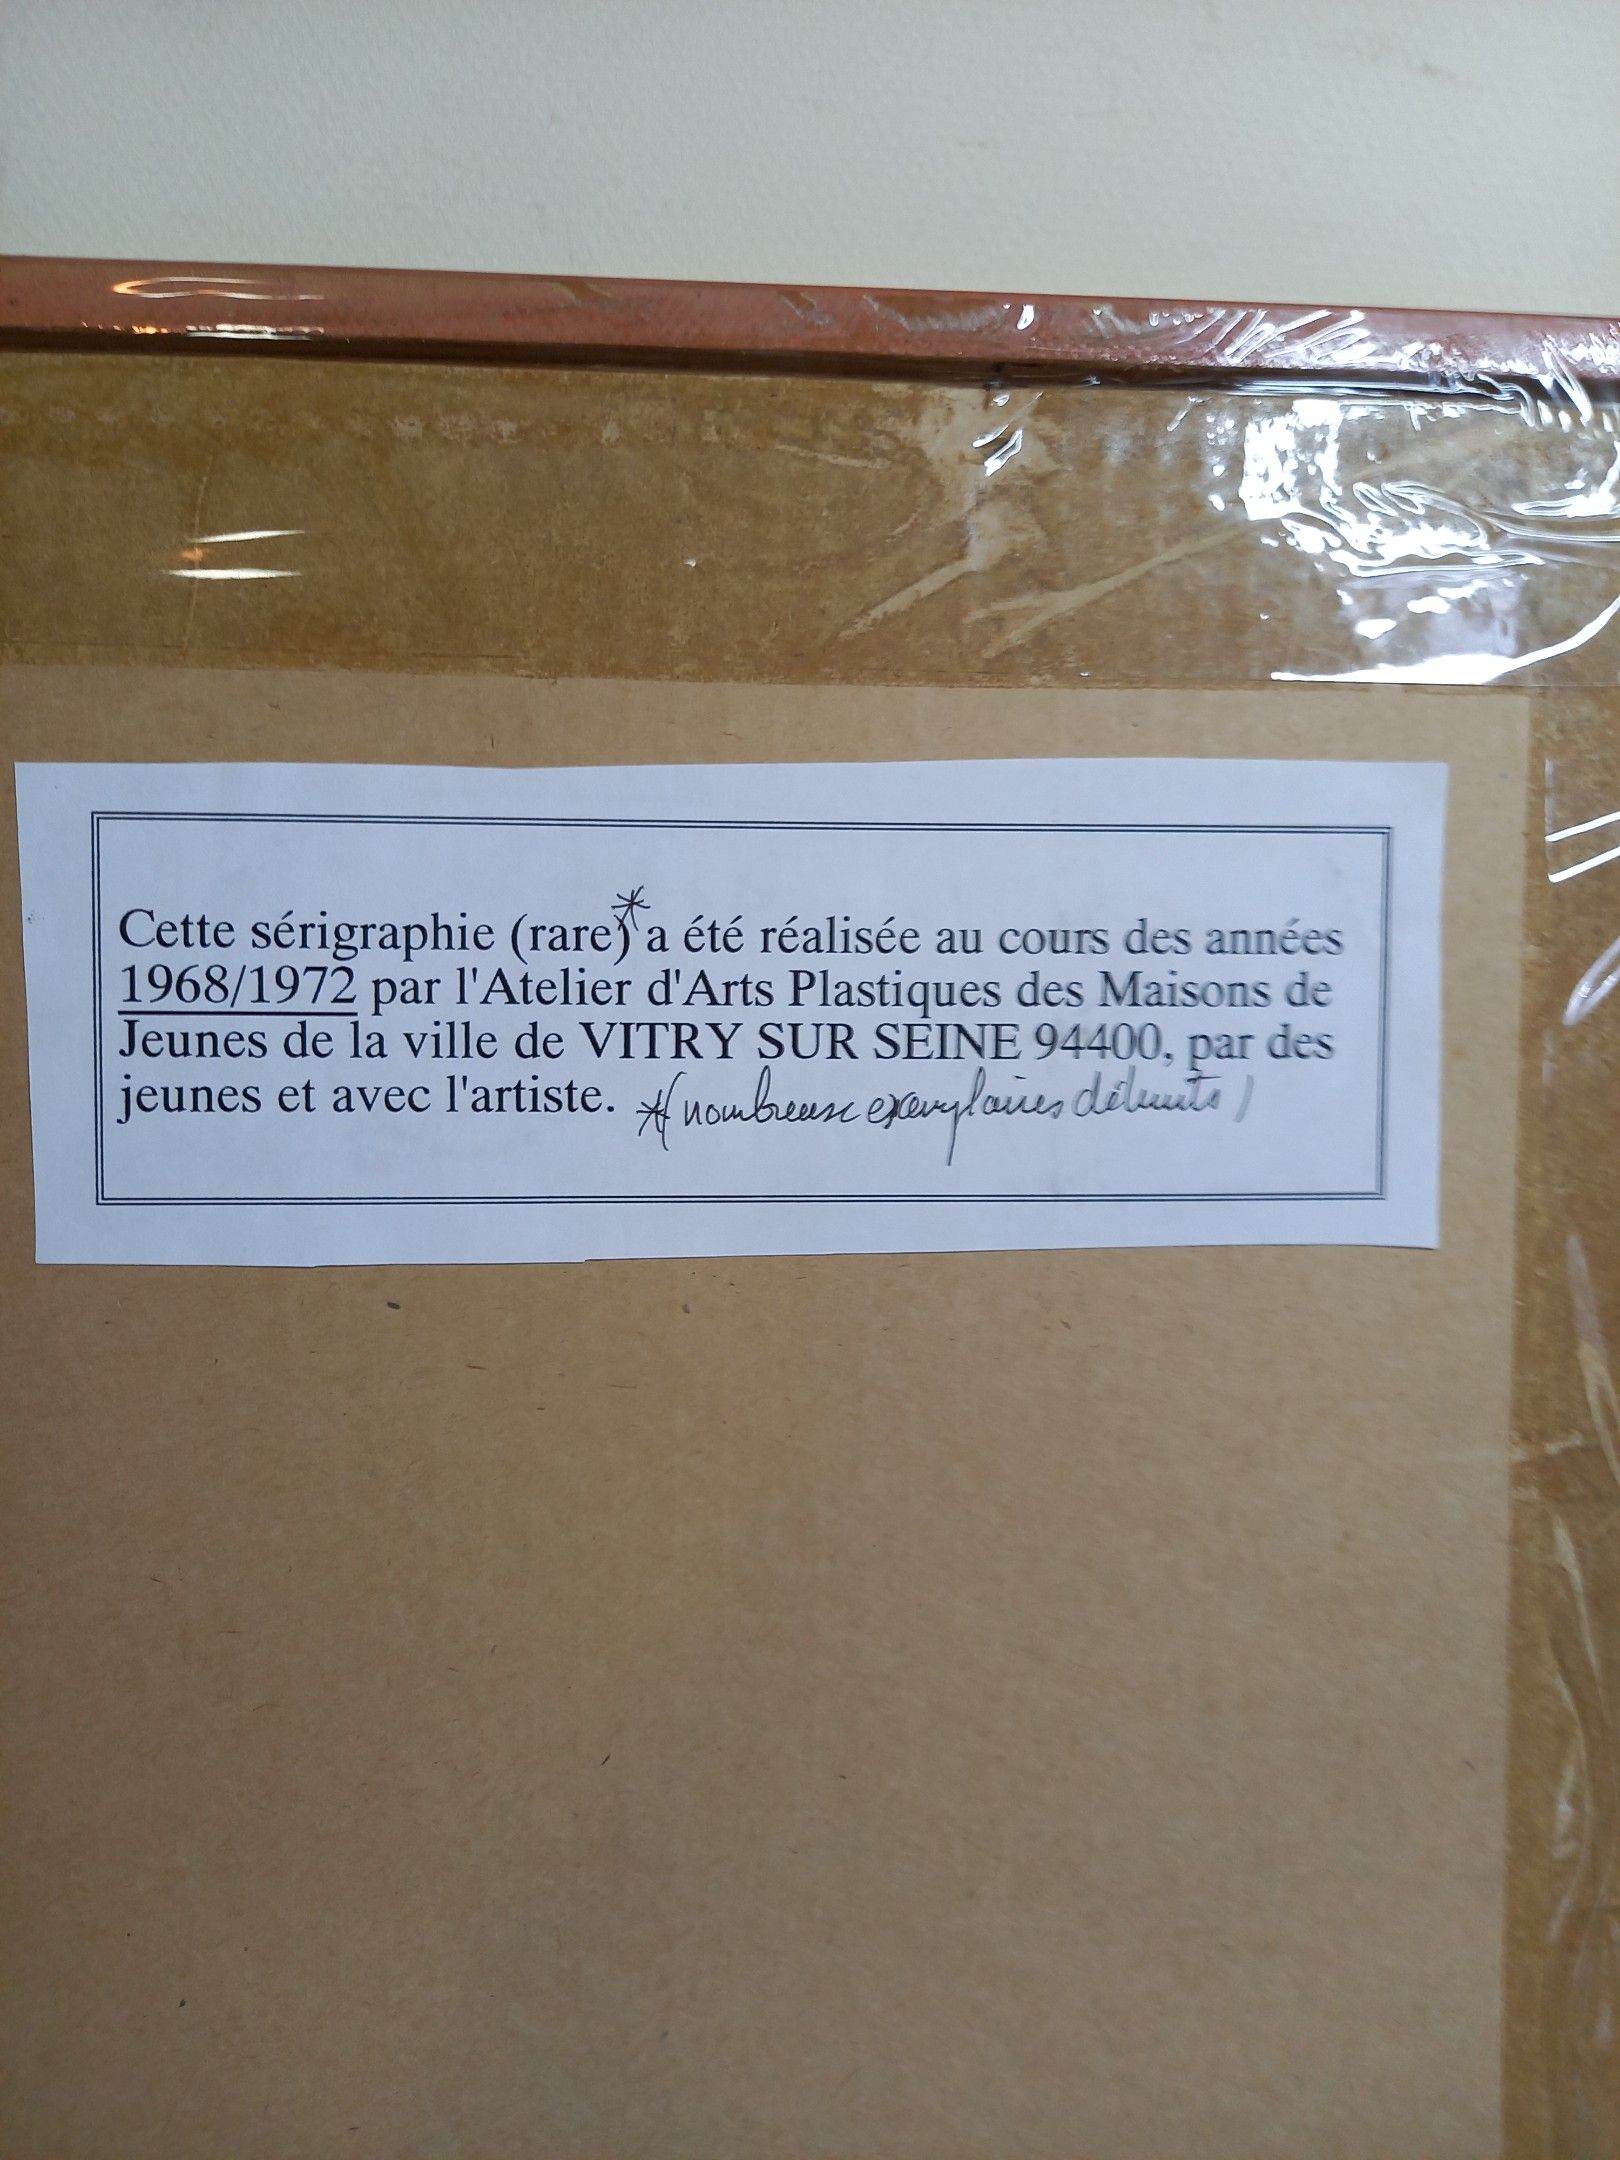 Cette sérigraphie (rare)* a été réalisée au cours des années
1968/1972 par l'Atelier d'Arts Plastiques des Maisons de
Jeunes de la ville de VITRY SUR SEINE 94400, par des
jeunes et avec l'artiste. *(nombreux exemplaires détruits)